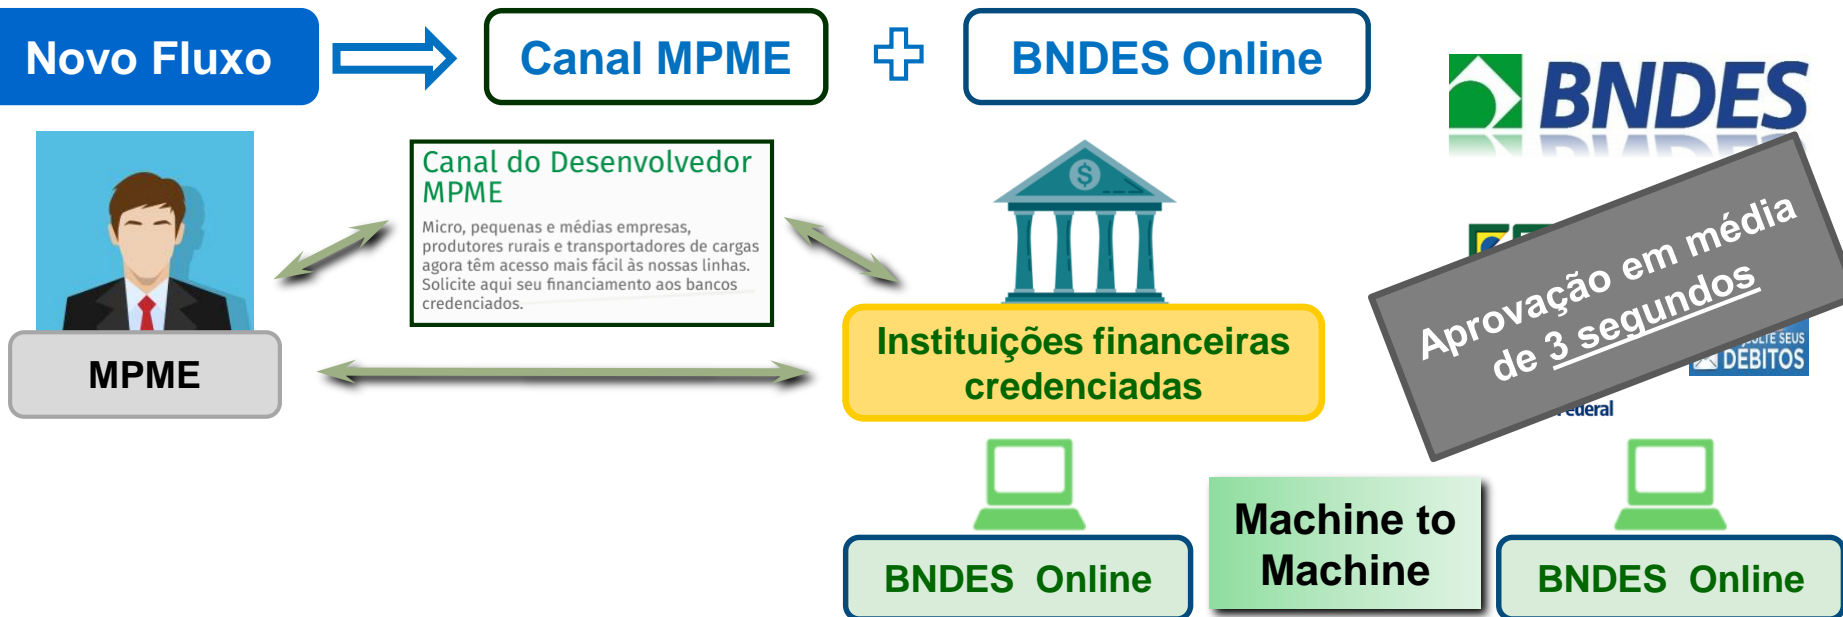 Novo Fluxo
Canal MPME
BNDES Online
BNDES
Canal do Desenvolvedor
MPME
Micro, pequenas e médias empresas,
produtores rurais e transportadores de cargas
agora têm acesso mais fácil às nossas linhas.
Solicite aqui seu financiamento aos bancos
credenciados.
$
Aprovação em média
de 3 segundos
SEUS
DÉBITOS
MPME
Instituições financeiras
credenciadas
Machine to
Machine
BNDES Online
BNDES Online